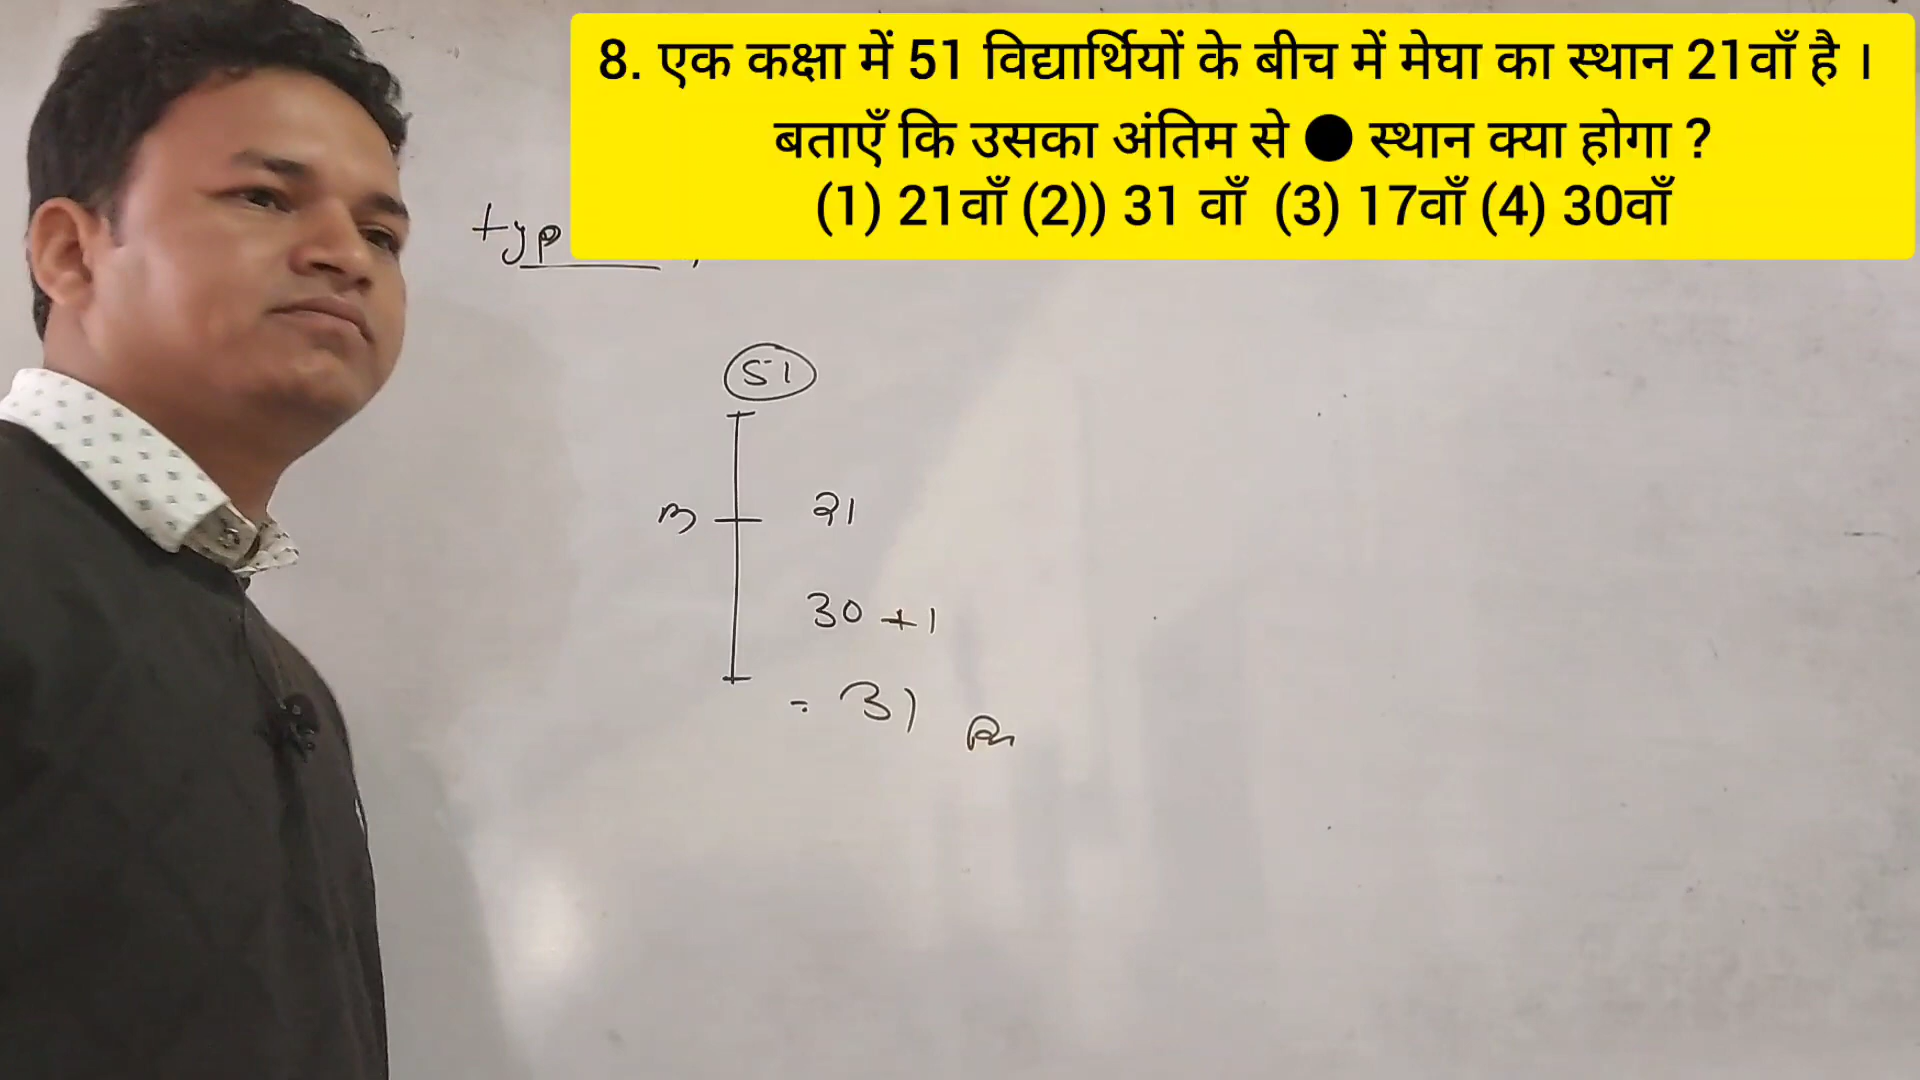 8. एक कक्षा में 51 विद्यार्थियों के बीच में मेघा का स्थान 21वाँ है ।
बताएँ कि उसका अंतिम से ● स्थान क्या होगा ?
(1) 21वाँ (2)) 31 वाँ (3) 17वाँ (4) 30वाँ
typ
51
m 21
30 + 1
= 31